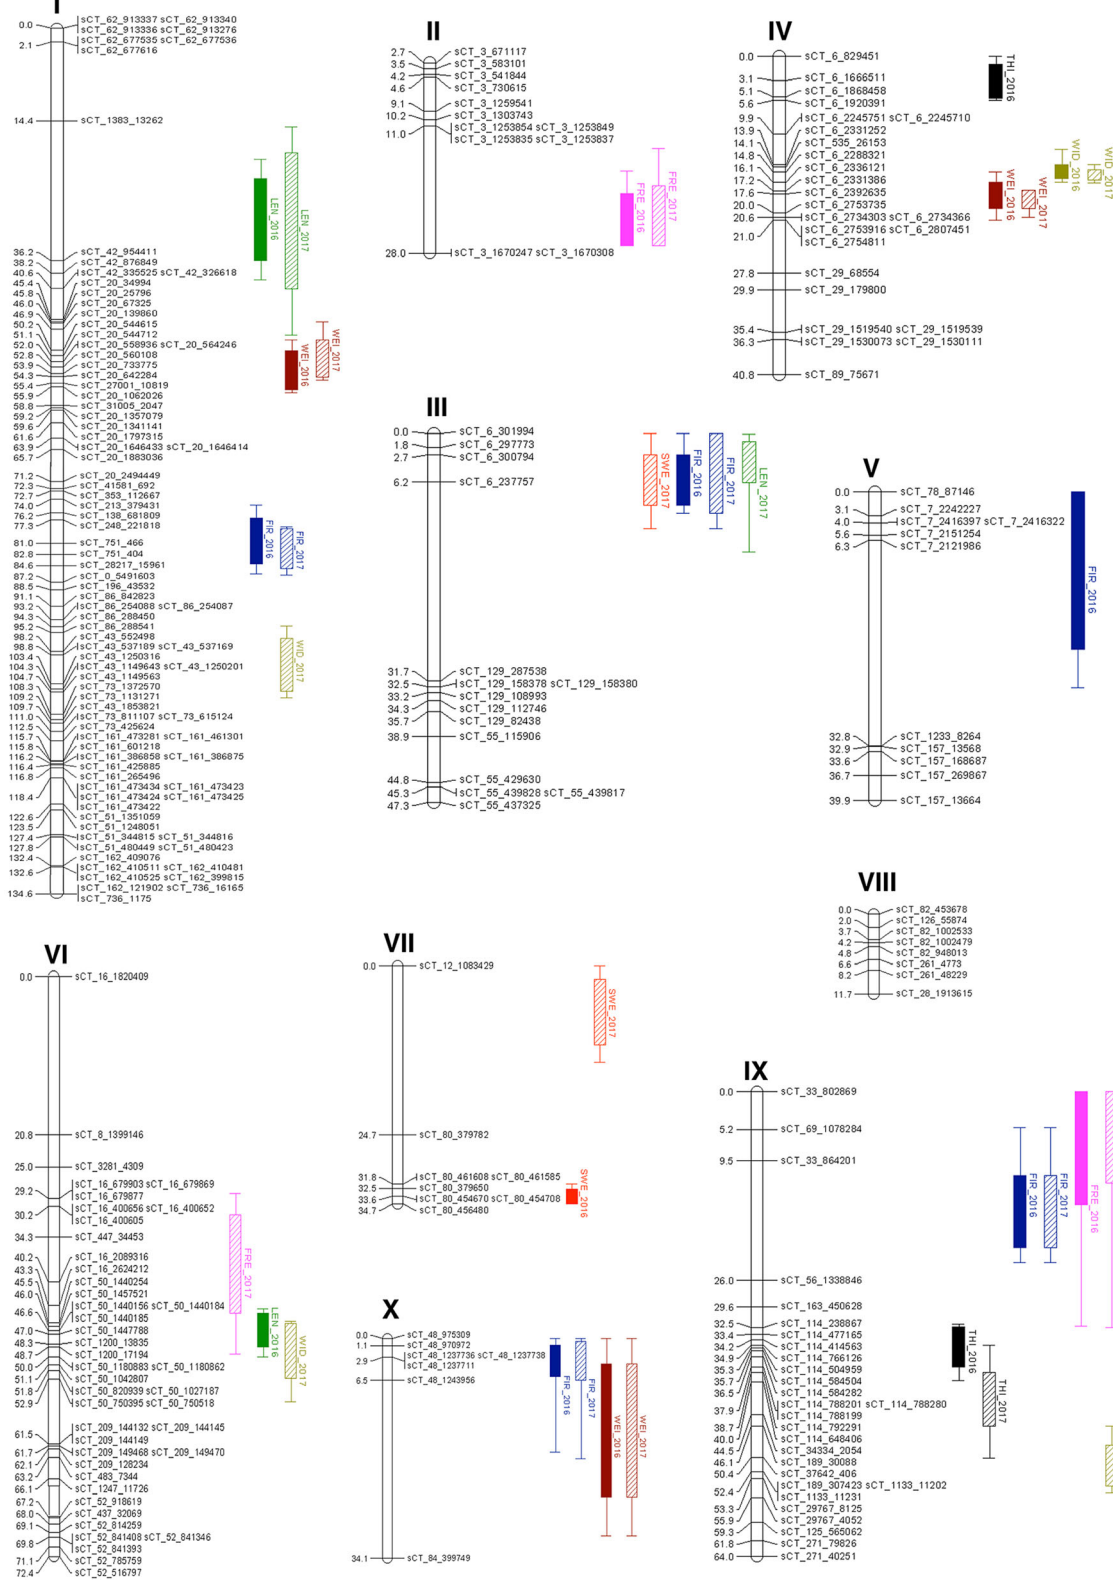 I
0.0 sCT_62_913337 sCT_62_913340
sCT_62_913336 sCT_62_913276
2.1 sCT_62_677535 sCT_62_677536
sCT_62_677616
14.4 sCT_1383_13262
36.2 sCT_42_954411
38.2 sCT_42_876849
40.6 sCT_42_335525 sCT_42_326618
45.4 sCT_20_34994
45.8 sCT_20_25796
46.0 sCT_20_67325
46.9 sCT_20_139860
50.2 sCT_20_544615
51.1 sCT_20_544712
52.0 sCT_20_558936 sCT_20_564246
52.8 sCT_20_560108
53.9 sCT_20_733775
54.3 sCT_20_642284
55.4 sCT_27001_10819
55.9 sCT_20_1062026
58.8 sCT_31005_2047
59.2 sCT_20_1357079
59.6 sCT_20_1341141
61.6 sCT_20_1797315
63.9 sCT_20_1646433 sCT_20_1646414
65.7 sCT_20_1883036
71.2 sCT_20_2494449
72.3 sCT_41581_692
72.7 sCT_353_112667
74.0 sCT_213_379431
76.2 sCT_138_681809
77.3 sCT_248_221818
81.0 sCT_751_466
82.8 sCT_751_404
84.6 sCT_28217_15961
87.2 sCT_0_5491603
88.5 sCT_196_43532
91.1 sCT_86_842823
93.2 sCT_86_254088 sCT_86_254087
94.3 sCT_86_288450
95.2 sCT_86_288541
98.2 sCT_43_552498
98.8 sCT_43_537189 sCT_43_537169
103.4 sCT_43_1250316
104.3 sCT_43_1149643 sCT_43_1250201
104.7 sCT_43_1149563
108.3 sCT_73_1372570
109.2 sCT_73_1131271
109.7 sCT_43_1853821
111.0 sCT_73_811107 sCT_73_615124
112.5 sCT_73_425624
115.7 sCT_161_473281 sCT_161_461301
115.8 sCT_161_601218
116.2 sCT_161_386858 sCT_161_386875
116.4 sCT_161_425885
116.8 sCT_161_265496
sCT_161_473434 sCT_161_473423
118.4 sCT_161_473424 sCT_161_473425
sCT_161_473422
122.6 sCT_51_1351059
123.5 sCT_51_1248051
127.4 sCT_51_344815 sCT_51_344816
127.8 sCT_51_480449 sCT_51_480423
132.4 sCT_162_409076
132.6 sCT_162_410511 sCT_162_410481
sCT_162_410525 sCT_162_399815
134.6 sCT_162_121902 sCT_736_16165
sCT_736_1175
LEN_2016
LEN_2017
WEI_2016
WEI_2017
FIR_2016
FIR_2017
WID_2017
II
2.7 sCT_3_671117
3.5 sCT_3_583101
4.2 sCT_3_541844
4.6 sCT_3_730615
9.1 sCT_3_1259541
10.2 sCT_3_1303743
11.0 sCT_3_1253854 sCT_3_1253849
sCT_3_1253835 sCT_3_1253837
28.0 sCT_3_1670247 sCT_3_1670308
FRE_2016
FRE_2017
III
0.0 sCT_6_301994
1.8 sCT_6_297773
2.7 sCT_6_300794
6.2 sCT_6_237757
31.7 sCT_129_287538
32.5 sCT_129_158378 sCT_129_158380
33.2 sCT_129_108993
34.3 sCT_129_112746
35.7 sCT_129_82438
38.9 sCT_55_115906
44.8 sCT_55_429630
45.3 sCT_55_439828 sCT_55_439817
47.3 sCT_55_437325
SWE_2017
FIR_2016
FIR_2017
LEN_2017
IV
0.0 sCT_6_829451
3.1 sCT_6_1666511
5.1 sCT_6_1868458
5.6 sCT_6_1920391
9.9 sCT_6_2245751 sCT_6_2245710
13.9 sCT_6_2331252
14.1 sCT_535_26153
14.8 sCT_6_2288321
16.1 sCT_6_2336121
17.2 sCT_6_2331386
17.6 sCT_6_2392635
20.0 sCT_6_2753735
20.6 sCT_6_2734303 sCT_6_2734366
21.0 sCT_6_2753916 sCT_6_2807451
sCT_6_2754811
27.8 sCT_29_68554
29.9 sCT_29_179800
35.4 sCT_29_1519540 sCT_29_1519539
36.3 sCT_29_1530073 sCT_29_1530111
40.8 sCT_89_75671
THI_2016
WEI_2016
WEI_2017
WID_2016
WID_2017
V
0.0 sCT_78_87146
3.1 sCT_7_2242227
4.0 sCT_7_2416397 sCT_7_2416322
5.6 sCT_7_2151254
6.3 sCT_7_2121986
32.8 sCT_1233_8264
32.9 sCT_157_13568
33.6 sCT_157_168687
36.7 sCT_157_269867
39.9 sCT_157_13664
FIR_2016
VI
0.0 sCT_16_1820409
20.8 sCT_8_1399146
25.0 sCT_3281_4309
29.2 sCT_16_679903 sCT_16_679869
sCT_16_679877
30.2 sCT_16_400656 sCT_16_400652
sCT_16_400605
34.3 sCT_447_34453
40.2 sCT_16_2089316
43.3 sCT_16_2624212
45.5 sCT_50_1440254
46.0 sCT_50_1457521
46.6 sCT_50_1440156 sCT_50_1440184
sCT_50_1440185
47.0 sCT_50_1447788
48.3 sCT_1200_13835
48.7 sCT_1200_17194
50.0 sCT_50_1180883 sCT_50_1180862
51.1 sCT_50_1042807
51.8 sCT_50_820939 sCT_50_1027187
52.9 sCT_50_750395 sCT_50_750518
61.5 sCT_209_144132 sCT_209_144145
sCT_209_144149
61.7 sCT_209_149468 sCT_209_149470
62.1 sCT_209_128234
63.2 sCT_483_7344
66.1 sCT_1247_11726
67.2 sCT_52_918619
68.0 sCT_437_32069
69.1 sCT_52_814259
69.8 sCT_52_841408 sCT_52_841346
sCT_52_841393
71.1 sCT_52_785759
72.4 sCT_52_516797
FRE_2017
LEN_2016
WID_2017
VII
0.0 sCT_12_1083429
24.7 sCT_80_379782
31.8 sCT_80_461608 sCT_80_461585
32.5 sCT_80_379650
33.6 sCT_80_454670 sCT_80_454708
34.7 sCT_80_456480
SWE_2017
SWE_2016
VIII
0.0 sCT_82_453678
2.0 sCT_126_55874
3.7 sCT_82_1002533
4.2 sCT_82_1002479
4.8 sCT_82_948013
6.6 sCT_261_4773
8.2 sCT_261_48229
11.7 sCT_28_1913615
IX
0.0 sCT_33_802869
5.2 sCT_69_1078284
9.5 sCT_33_864201
26.0 sCT_56_1338846
29.6 sCT_163_450628
32.5 sCT_114_238867
33.4 sCT_114_477165
34.2 sCT_114_414563
34.9 sCT_114_766126
35.3 sCT_114_504959
35.7 sCT_114_584504
36.5 sCT_114_584282
37.9 sCT_114_788201 sCT_114_788280
sCT_114_788199
38.7 sCT_114_792291
40.0 sCT_114_648406
44.5 sCT_34334_2054
46.1 sCT_189_30088
50.4 sCT_37642_406
52.4 sCT_189_307423 sCT_1133_11202
sCT_1133_11231
53.3 sCT_29767_8125
55.9 sCT_29767_4052
59.3 sCT_125_565062
61.8 sCT_271_79826
64.0 sCT_271_40251
THI_2016
THI_2017
FIR_2016
FIR_2017
FRE_2016
X
0.0 sCT_48_975309
1.1 sCT_48_970972
2.9 sCT_48_1237736 sCT_48_1237738
sCT_48_1237711
6.5 sCT_48_1243956
34.1 sCT_84_399749
FIR_2016
FIR_2017
WEI_2016
WEI_2017